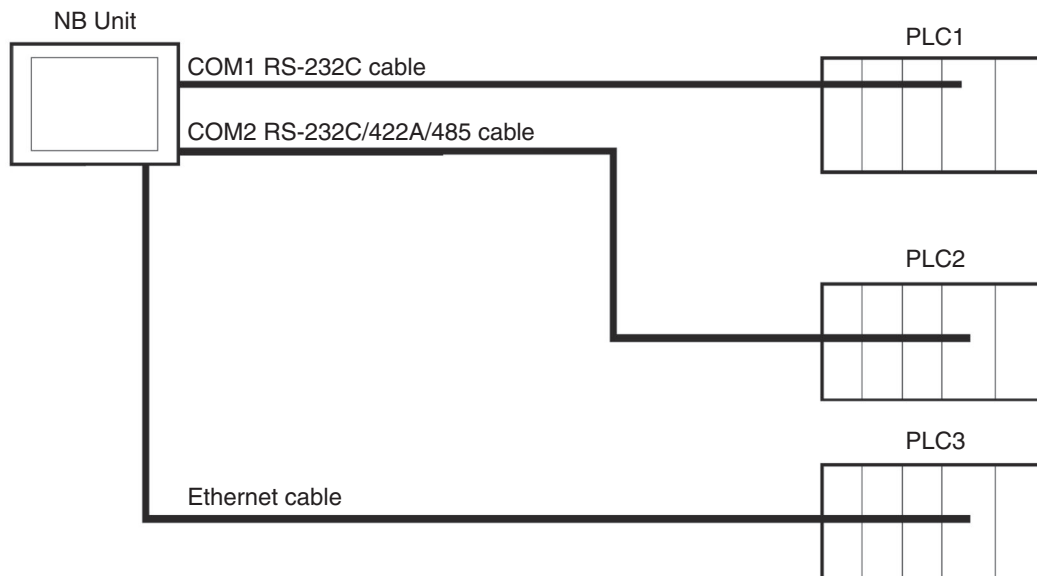 NB Unit
PLC1
COM1 RS-232C cable
COM2 RS-232C/422A/485 cable
PLC2
PLC3
Ethernet cable